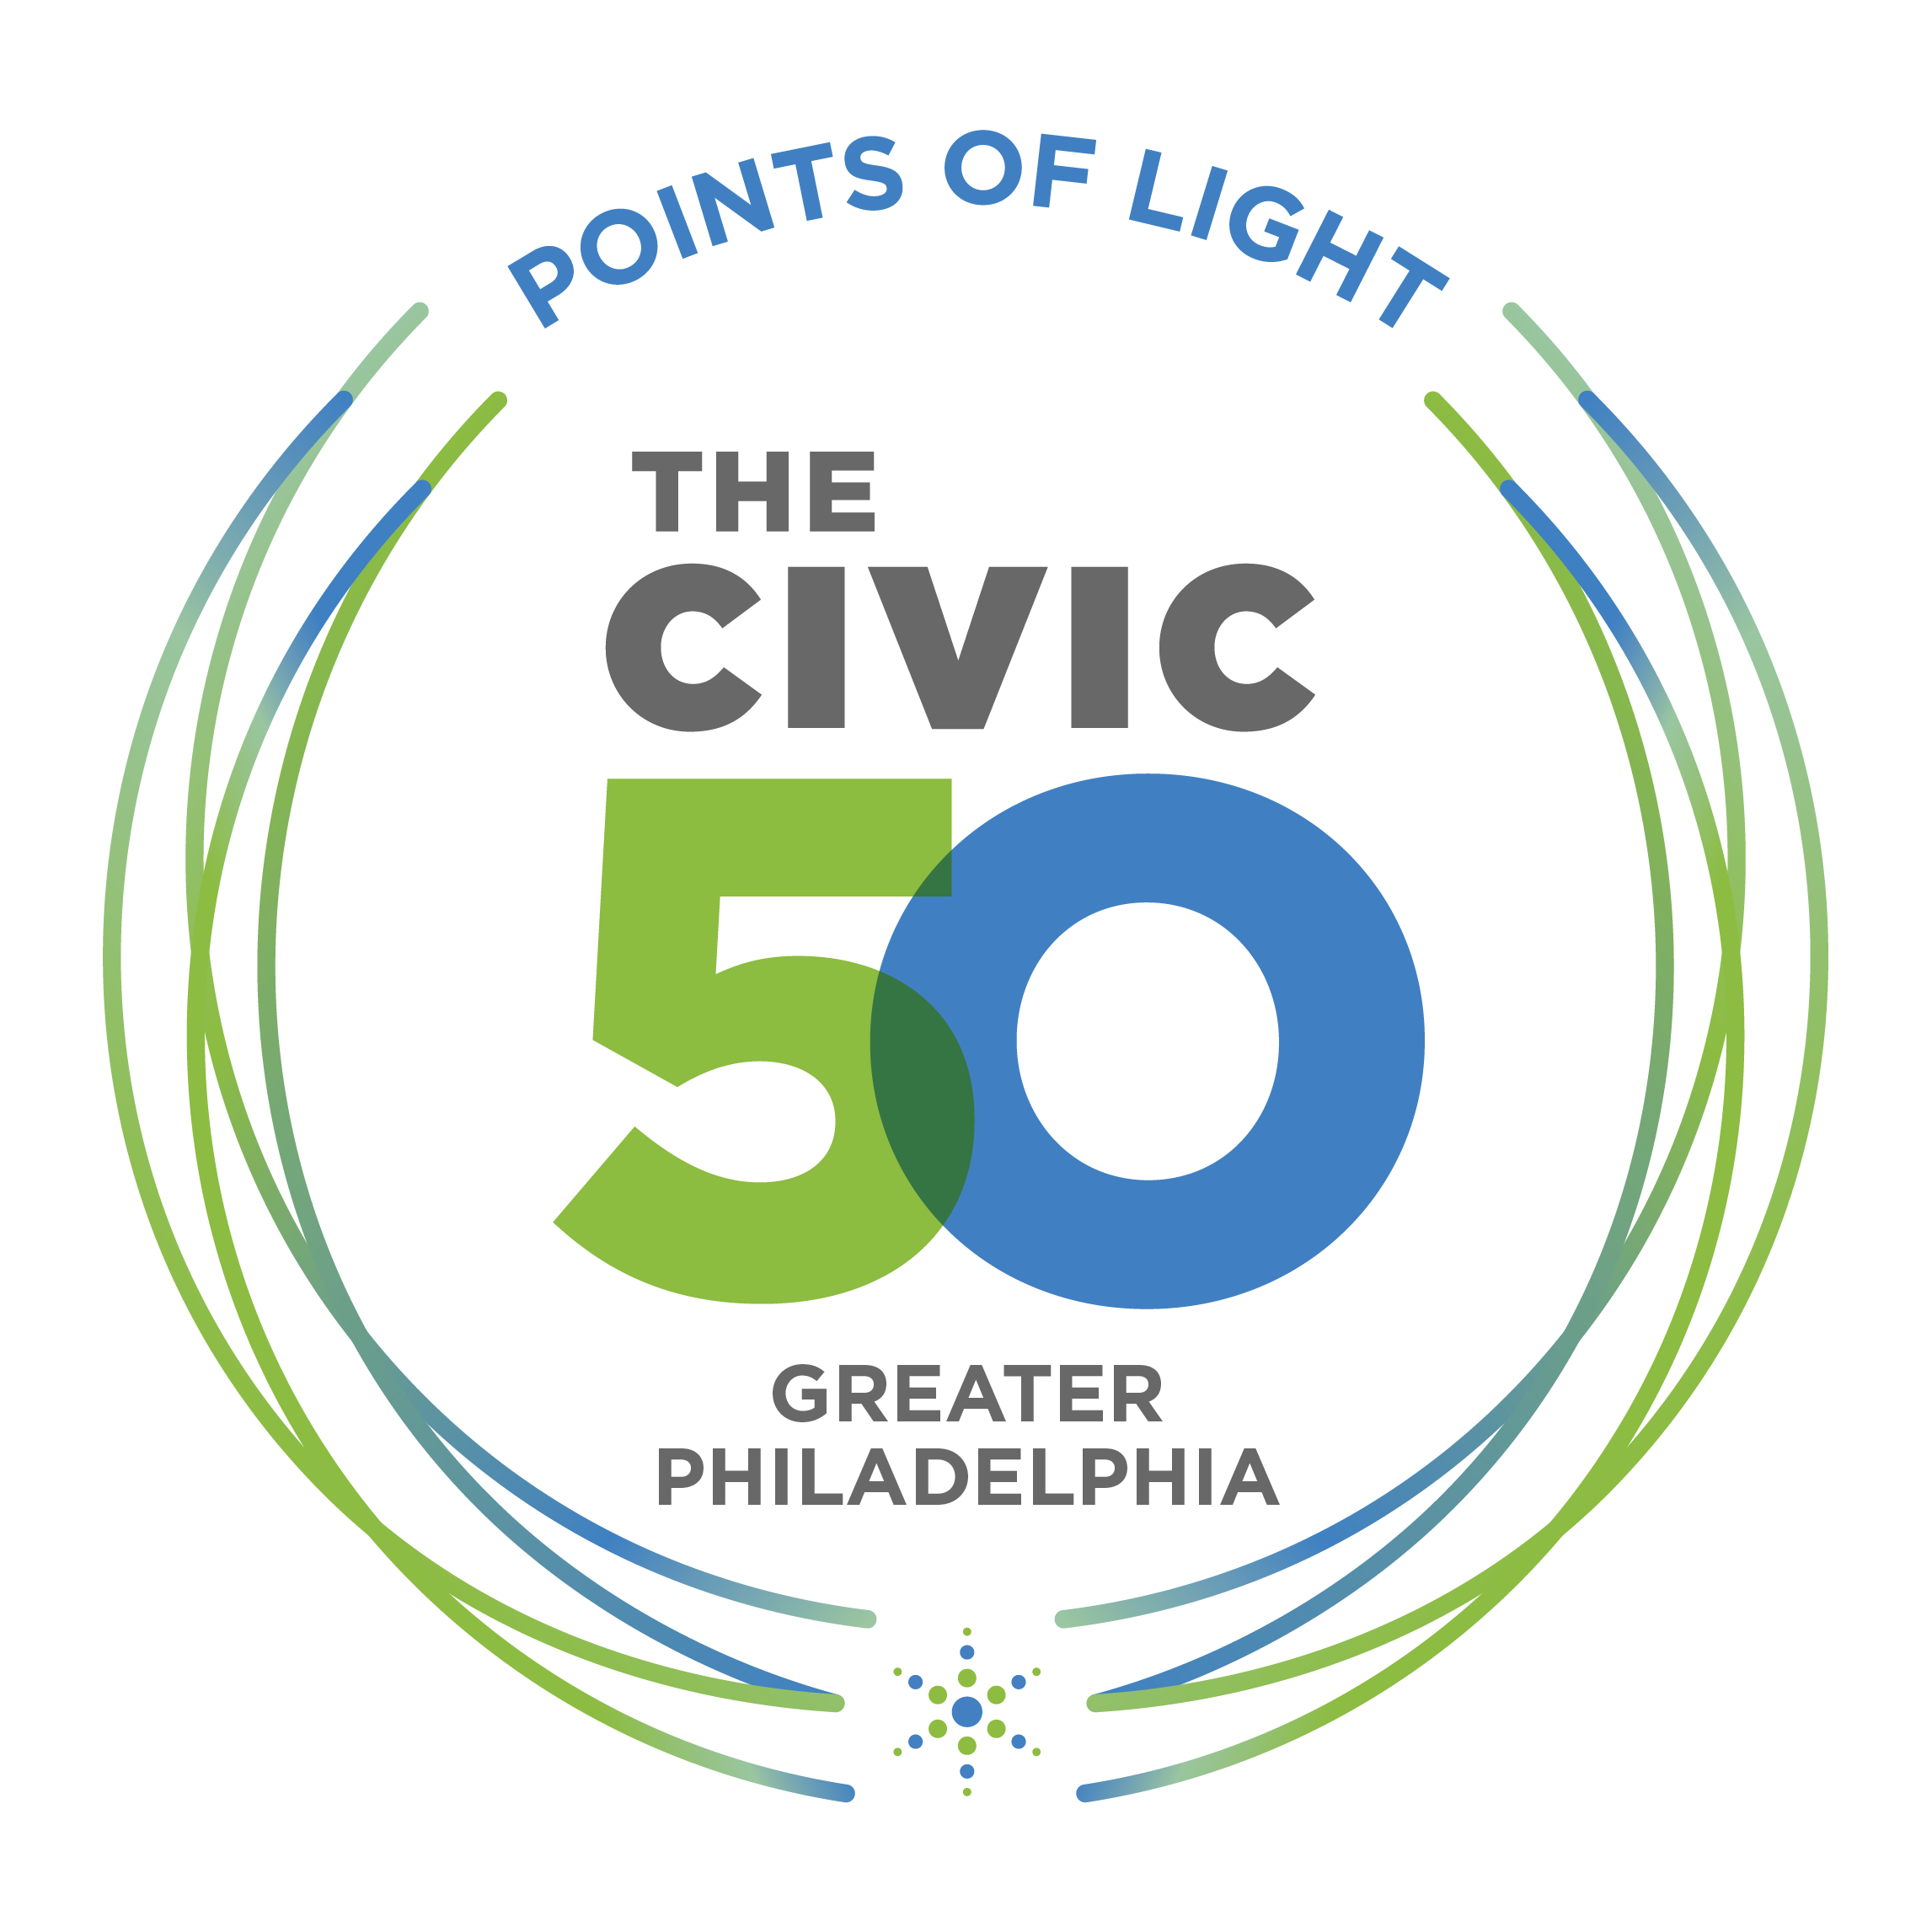 POINTS OF LIGHT
THE
CIVIC
50
GREATER
PHILADELPHIA